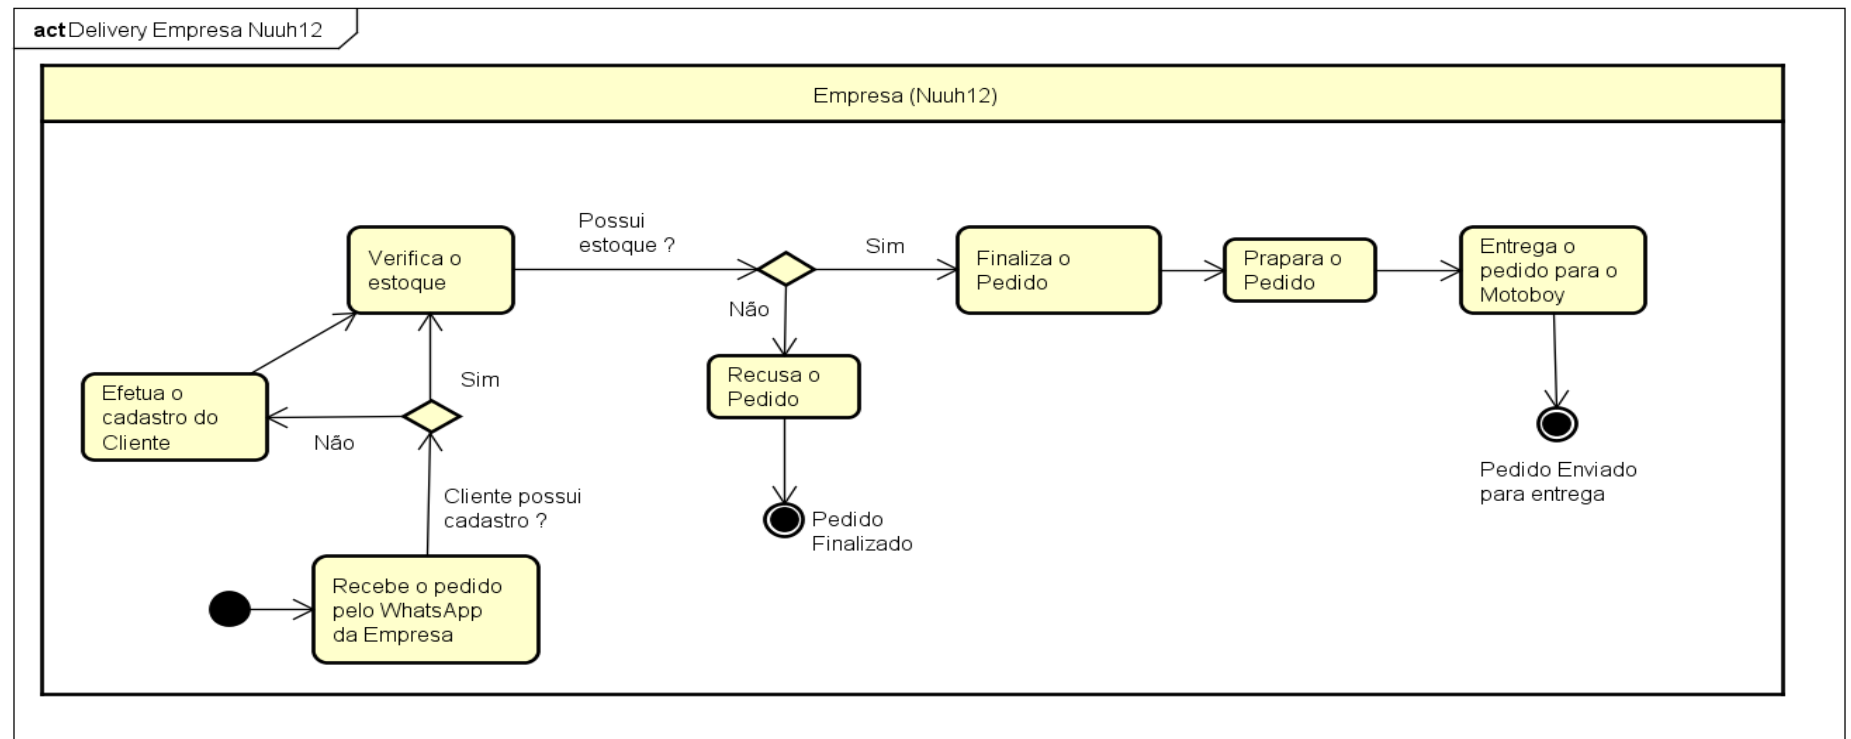 act Delivery Empresa Nuuh12
Empresa (Nuuh12)
Possui
estoque ?
Verifica o
estoque
Sim
Finaliza o
Pedido
Prapara o
Pedido
Entrega o
pedido para o
Motoboy
Não
Recusa o
Pedido
Sim
Efetua o
cadastro do
Cliente
Não
Pedido Enviado
para entrega
Cliente possui
cadastro ?
Pedido
Finalizado
Recebe o pedido
pelo WhatsApp
da Empresa